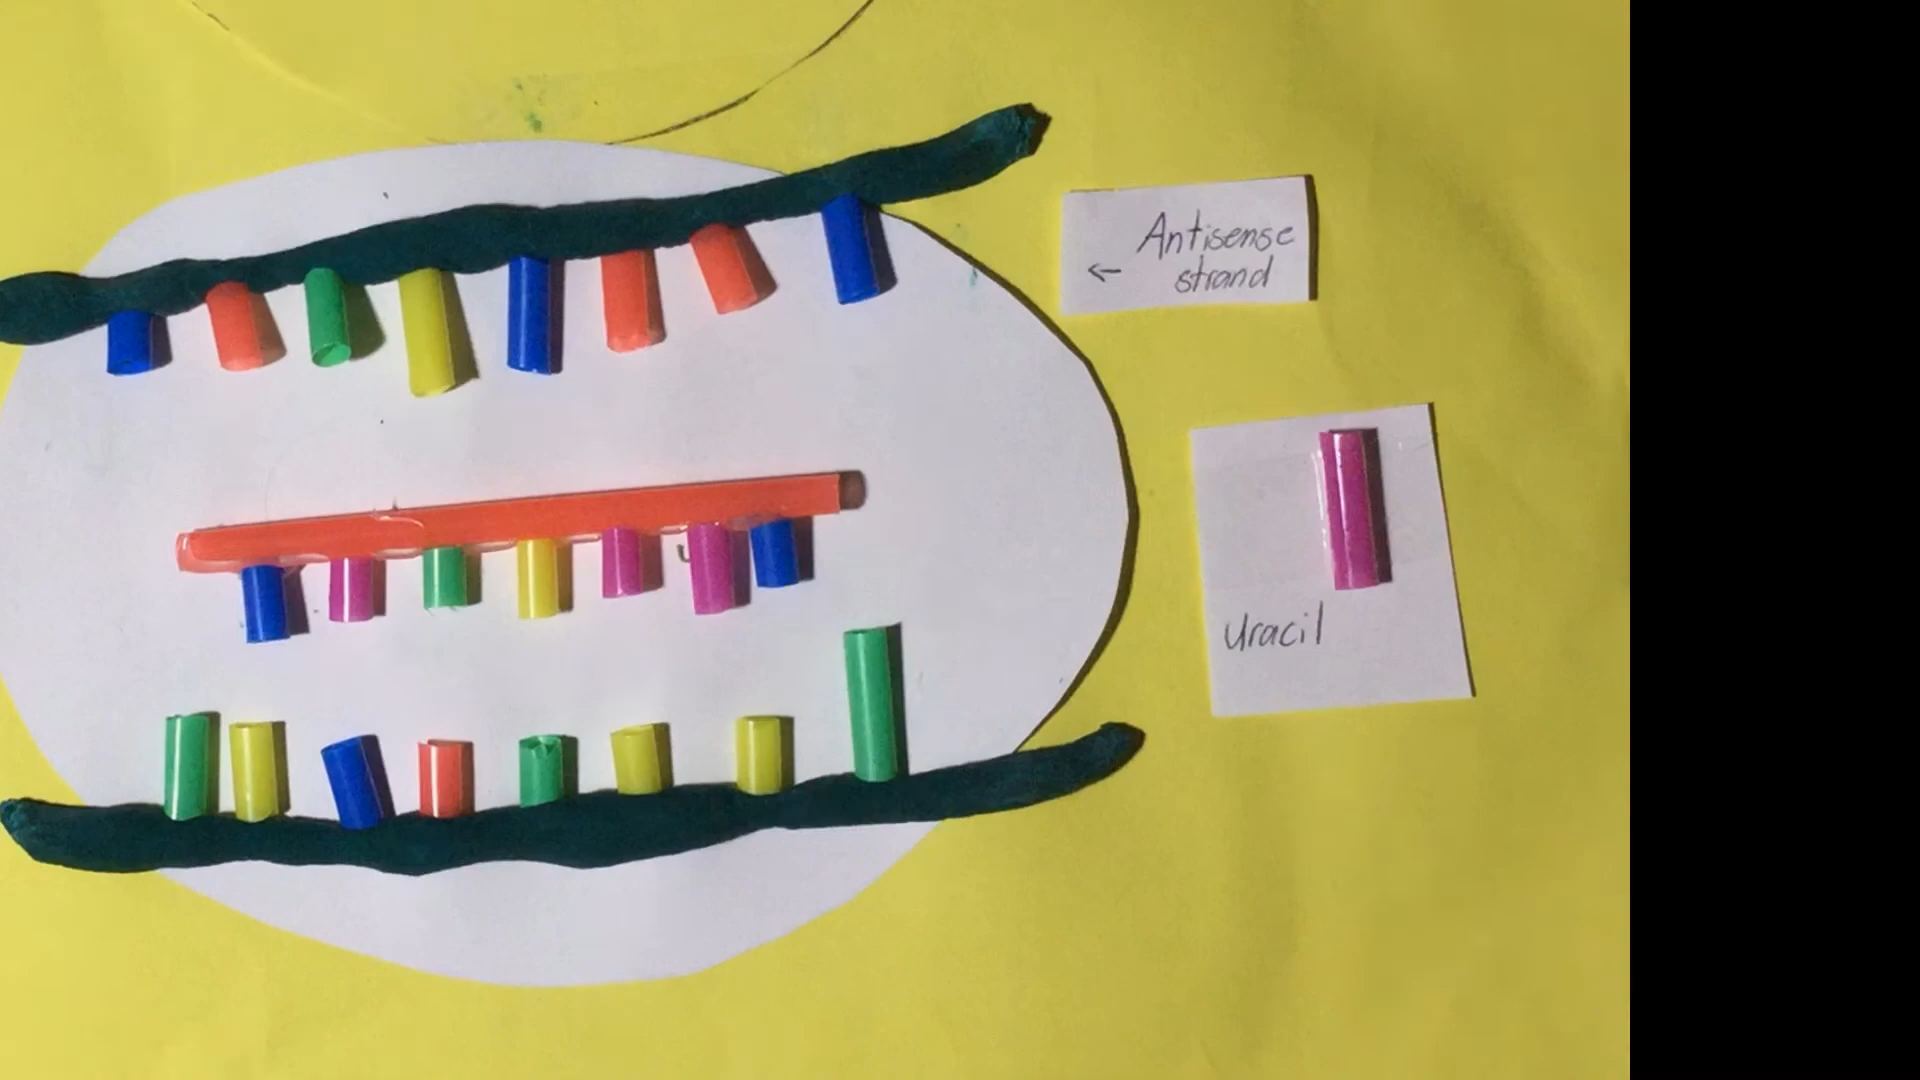 Antisense
← strand
Uracil